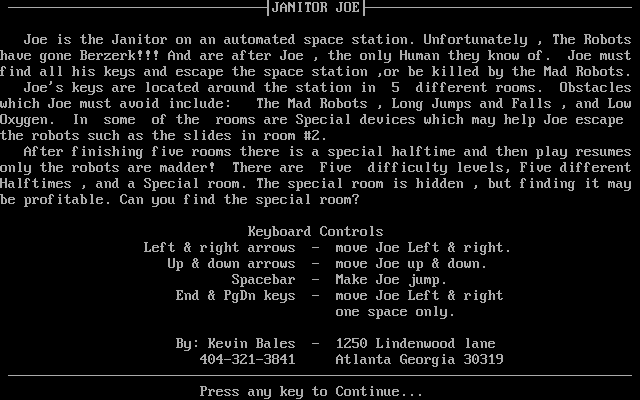 JANITOR JOE
Joe is the Janitor on an automated space station. Unfortunately , The Robots
have gone Berzerk!!! And are after Joe , the only Human they know of.  Joe must
find all his keys and escape the space station ,or be killed by the Mad Robots.
Joe's keys are located around the station in  5  different rooms.  Obstacles
which Joe must avoid include:   The Mad Robots , Long Jumps and Falls , and Low
Oxygen.  In  some  of  the  rooms are Special devices which may help Joe escape
the robots such as the slides in room #2.
After finishing five rooms there is a special halftime and then play resumes
only the robots are madder!  There are  Five  difficulty levels, Five different
Halftimes , and a Special room. The special room is hidden , but finding it may
be profitable. Can you find the special room?
Keyboard Controls
Left & right arrows  -  move Joe Left & right.
Up & down arrows  -  move Joe up & down.
Spacebar  -  Make Joe jump.
End & PgDn keys  -  move Joe Left & right
one space only.
By: Kevin Bales  -  1250 Lindenwood lane
404-321-3841     Atlanta Georgia 30319
Press any key to Continue...